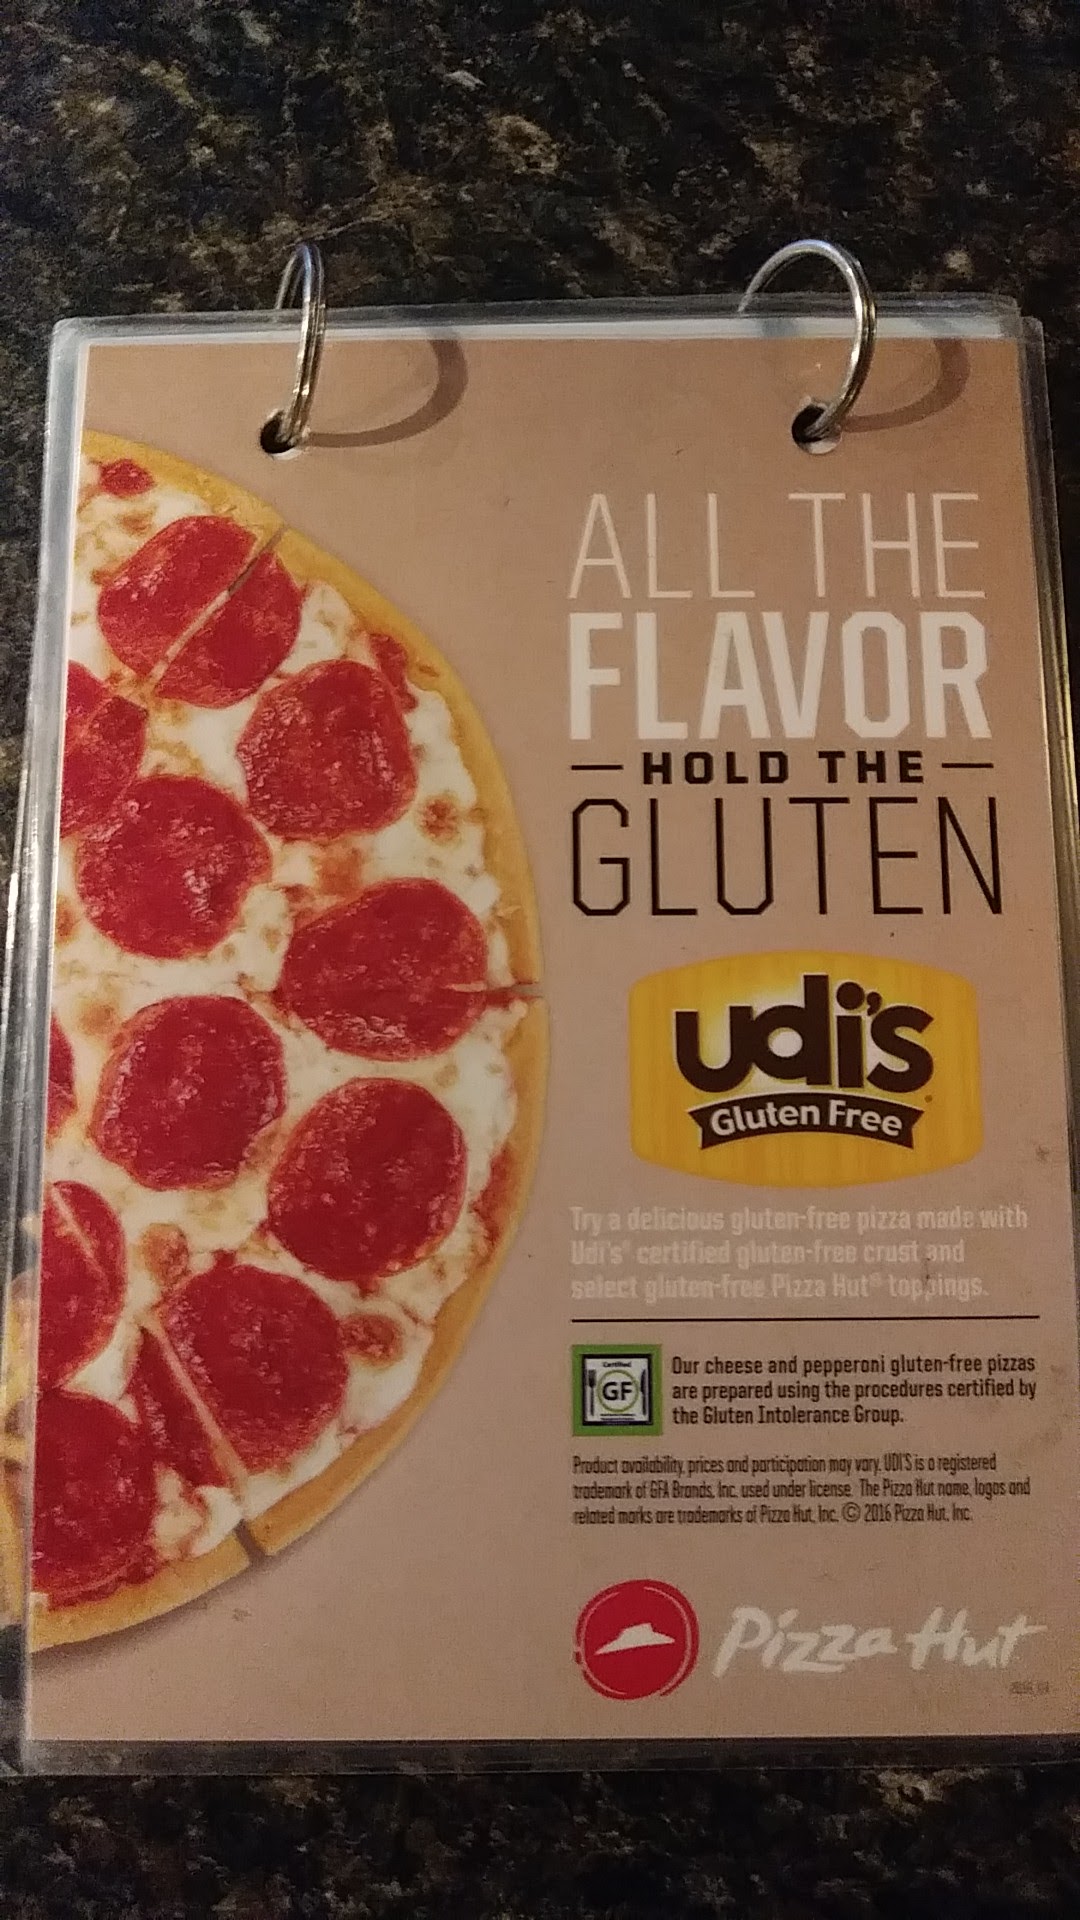 ALL THE
FLAVOR
HOLD THE
GLUTEN
udi's
Gluten Free
Try a delicious gluten-free pizza made with
Udi's® certified gluten-free crust and
select gluten-free Pizza Hut® toppings.
Certified
GF
Our cheese and pepperoni gluten-free pizzas
are prepared using the procedures certified by
the Gluten Intolerance Group.
Product availability, prices and participation may vary. UDI'S is a registered
trademark of GFA Brands, Inc. used under license. The Pizza Hut name, logos and
related marks are trademarks of Pizza Hut, Inc. © 2016 Pizza Hut, Inc.
Pizza Hut